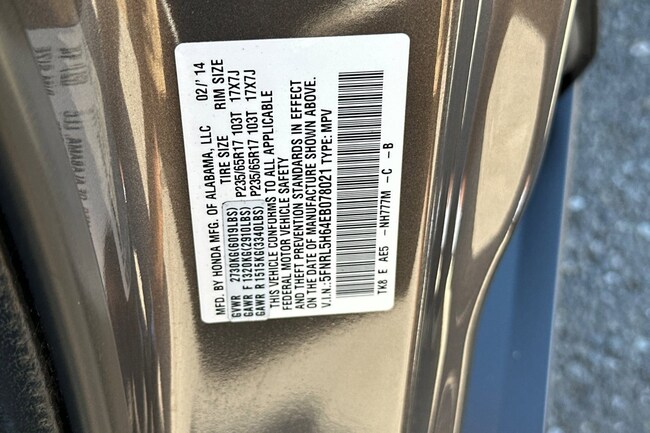 MFD. BY HONDA MFG. OF ALABAMA, LLC 02/'14
TIRE SIZE RIM SIZE
GVWR 2730KG(6019LBS)
GAWR F 1320KG(2910LBS) P235/65R17 103T 17X7J
GAWR R 1515KG(3340LBS) P235/65R17 103T 17X7J
THIS VEHICLE CONFORMS TO ALL APPLICABLE
FEDERAL MOTOR VEHICLE SAFETY
AND THEFT PREVENTION STANDARDS IN EFFECT
ON THE DATE OF MANUFACTURE SHOWN ABOVE.
V.I.N.: 5FNRL5H64EB078021 TYPE: MPV
TK8 E AE5 -NH777M -C -B